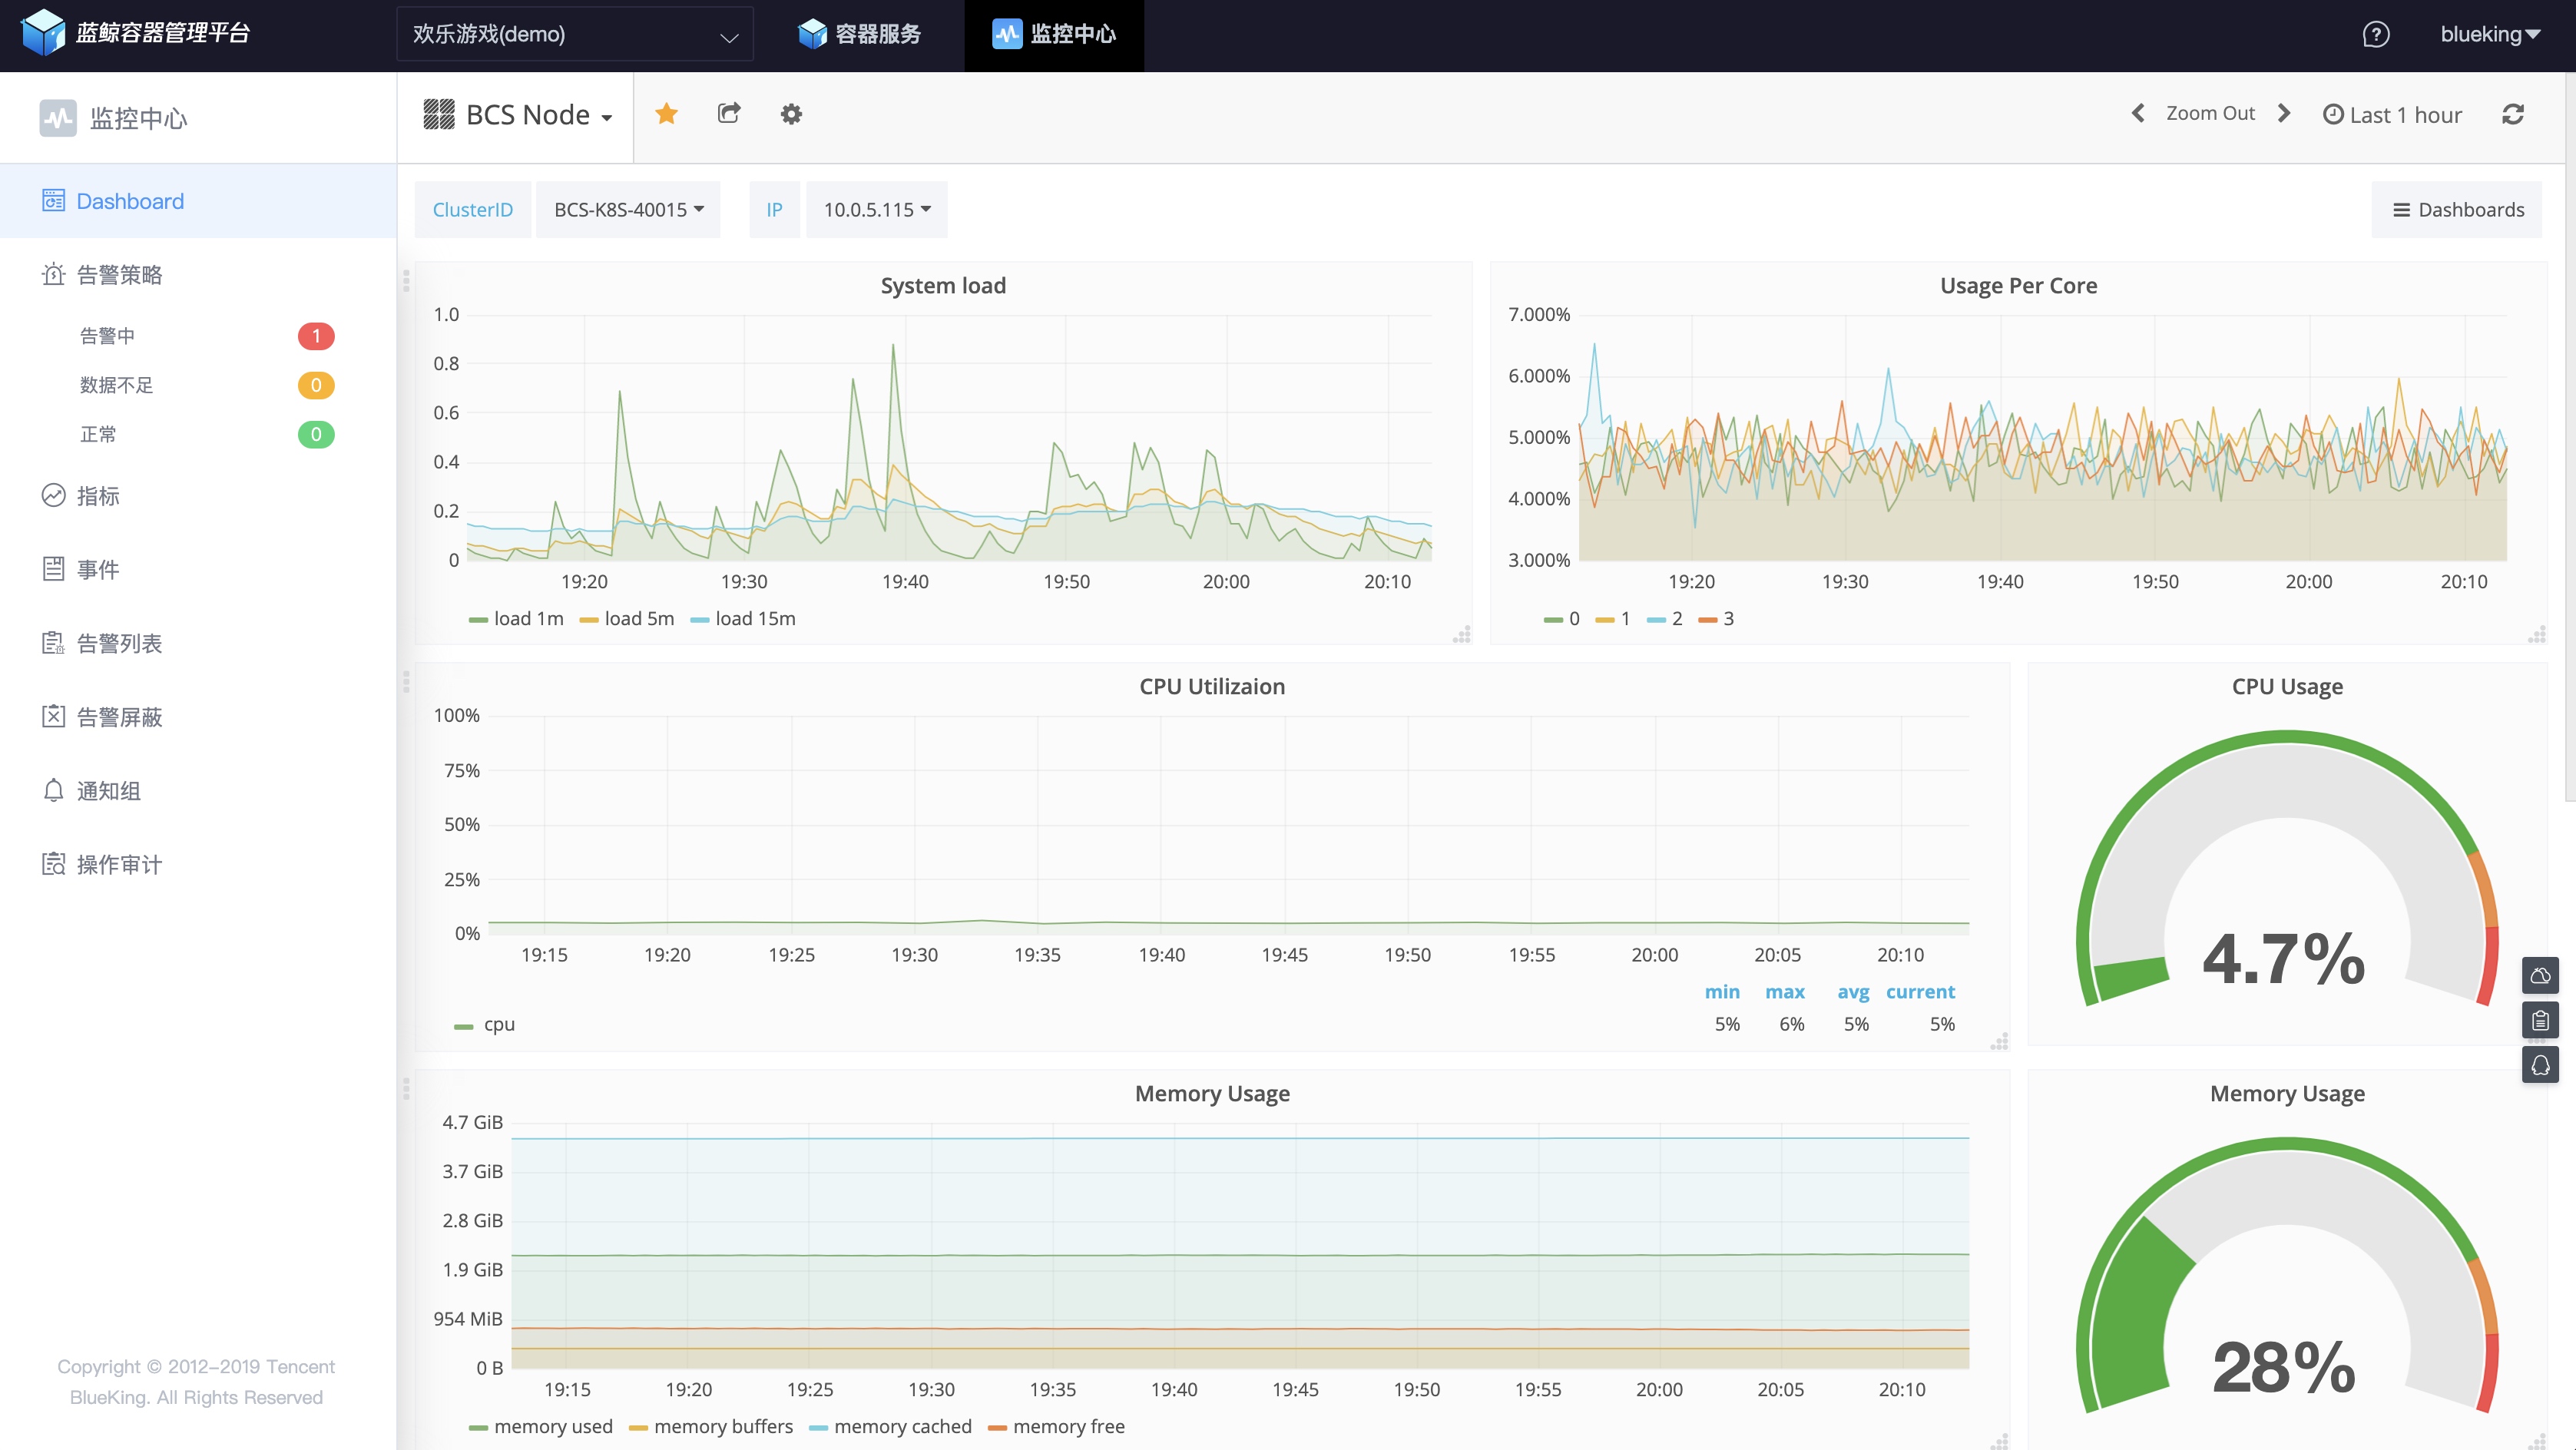 蓝鲸容器管理平台
欢乐游戏(demo)
容器服务
监控中心
blueking
监控中心
Dashboard
告警策略
告警中 1
数据不足 0
正常 0
指标
事件
告警列表
告警屏蔽
通知组
操作审计
Copyright © 2012-2019 Tencent
BlueKing. All Rights Reserved
BCS Node
Zoom Out
Last 1 hour
ClusterID BCS-K8S-40015 IP 10.0.5.115
Dashboards
System load
1.0
0.8
0.6
0.4
0.2
0
19:20 19:30 19:40 19:50 20:00 20:10
load 1m load 5m load 15m
Usage Per Core
7.000%
6.000%
5.000%
4.000%
3.000%
19:20 19:30 19:40 19:50 20:00 20:10
0 1 2 3
CPU Utilizaion
100%
75%
50%
25%
0%
19:15 19:20 19:25 19:30 19:35 19:40 19:45 19:50 19:55 20:00 20:05 20:10
min max avg current
cpu 5% 6% 5% 5%
CPU Usage
4.7%
Memory Usage
4.7 GiB
3.7 GiB
2.8 GiB
1.9 GiB
954 MiB
0 B
19:15 19:20 19:25 19:30 19:35 19:40 19:45 19:50 19:55 20:00 20:05 20:10
memory used memory buffers memory cached memory free
Memory Usage
28%